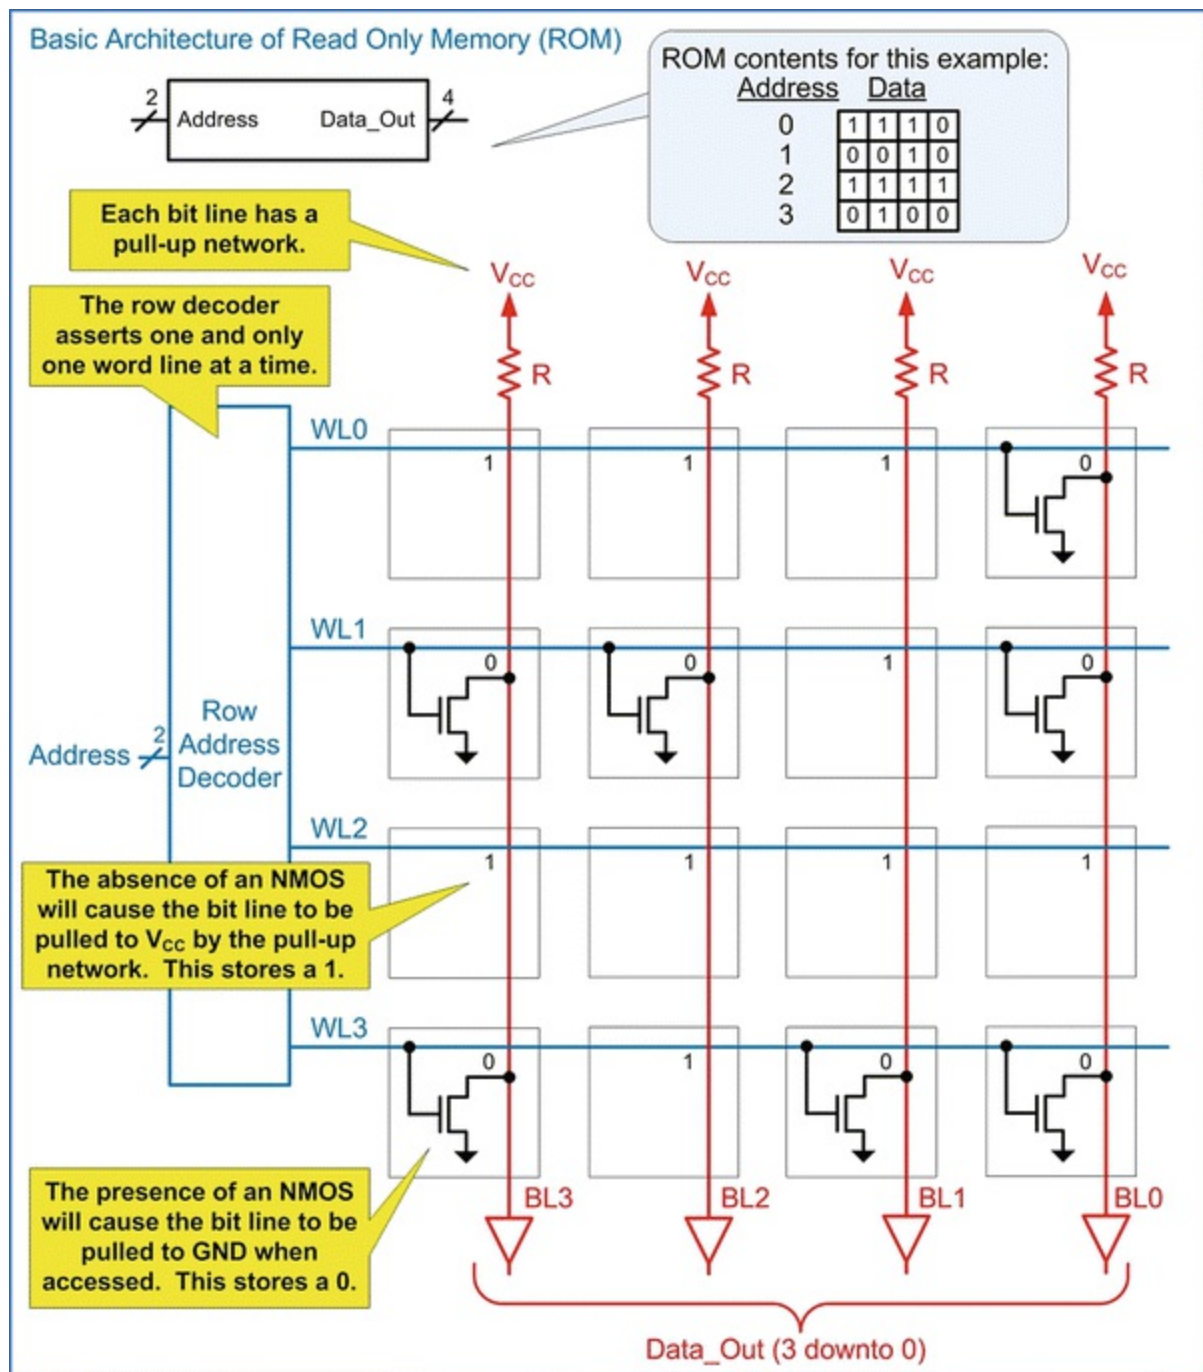 Basic Architecture of Read Only Memory (ROM)
2
Address
Data_Out
4
ROM contents for this example:
Address Data
0 1 1 1 0
1 0 0 1 0
2 1 1 1 1
3 0 1 0 0
Each bit line has a
pull-up network.
The row decoder
asserts one and only
one word line at a time.
VCC VCC VCC VCC
R R R R
WL0
1 1 1 0
WL1
0 0 1 0
Address 2
Row
Address
Decoder
WL2
1 1 1 1
The absence of an NMOS
will cause the bit line to be
pulled to VCC by the pull-up
network. This stores a 1.
WL3
0 1 0 0
The presence of an NMOS
will cause the bit line to be
pulled to GND when
accessed. This stores a 0.
BL3 BL2 BL1 BL0
Data_Out (3 downto 0)